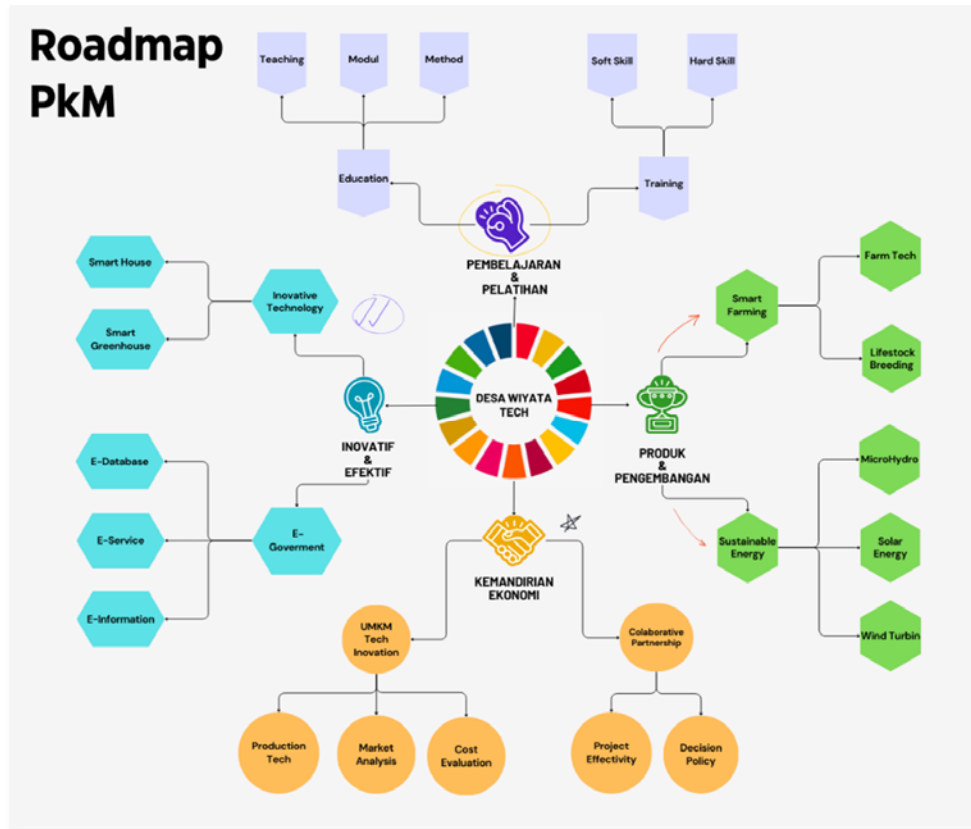 Roadmap
PkM
Teaching
Modul
Method
Soft Skill
Hard Skill
Education
Training
PEMBELAJARAN
&
PELATIHAN
Smart House
Smart
Greenhouse
Inovative
Technology
Smart
Farming
Farm Tech
Lifestock
Breeding
DESA WIYATA
TECH
INOVATIF
&
EFEKTIF
PRODUK
&
PENGEMBANGAN
E-Database
E-Service
E-Information
E-
Goverment
MicroHydro
Sustainable
Energy
Solar
Energy
Wind Turbin
KEMANDIRIAN
EKONOMI
UMKM
Tech
Inovation
Colaborative
Partnership
Production
Tech
Market
Analysis
Cost
Evaluation
Project
Effectivity
Decision
Policy